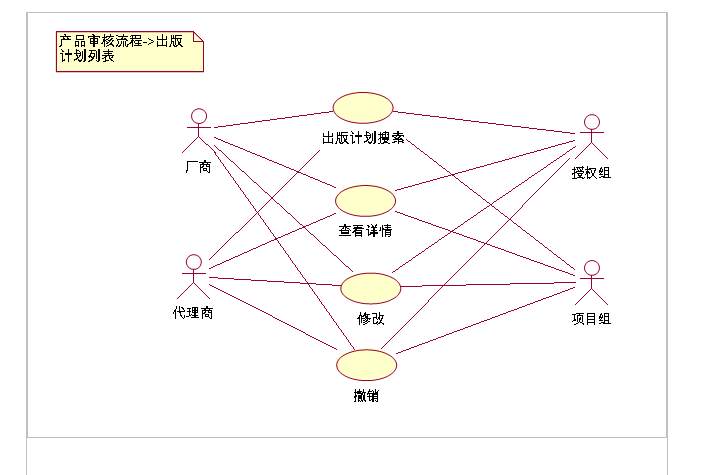 产品审核流程->出版
计划列表
出版计划搜索
厂商
授权组
查看详情
代理商
修改
项目组
撤销